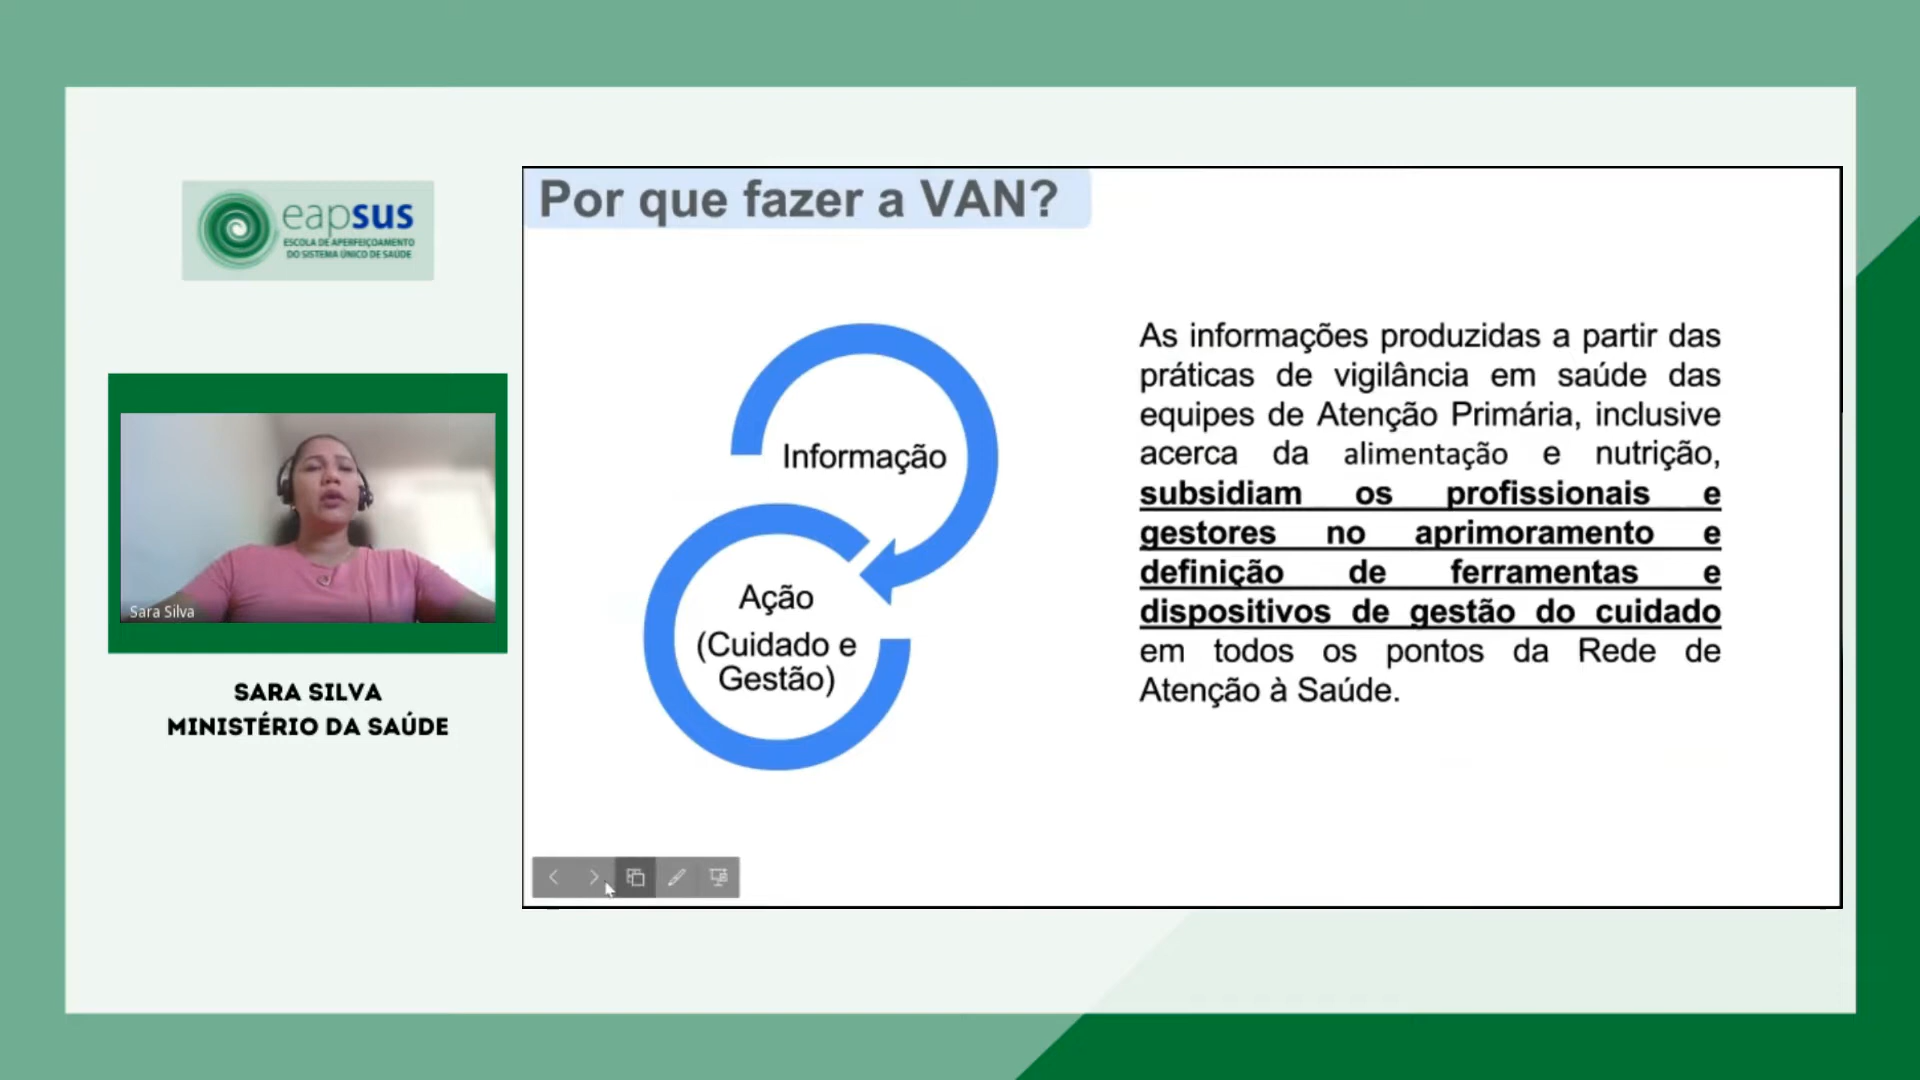 eapsus
ESCOLA DE APERFEIÇOAMENTO
DO SISTEMA ÚNICO DE SAÚDE
Sara Silva
SARA SILVA
MINISTÉRIO DA SAÚDE
Por que fazer a VAN?
Informação
Ação
(Cuidado e
Gestão)
As informações produzidas a partir das
práticas de vigilância em saúde das
equipes de Atenção Primária, inclusive
acerca da alimentação e nutrição,
subsidiam os profissionais e
gestores no aprimoramento e
definição de ferramentas e
dispositivos de gestão do cuidado
em todos os pontos da Rede de
Atenção à Saúde.